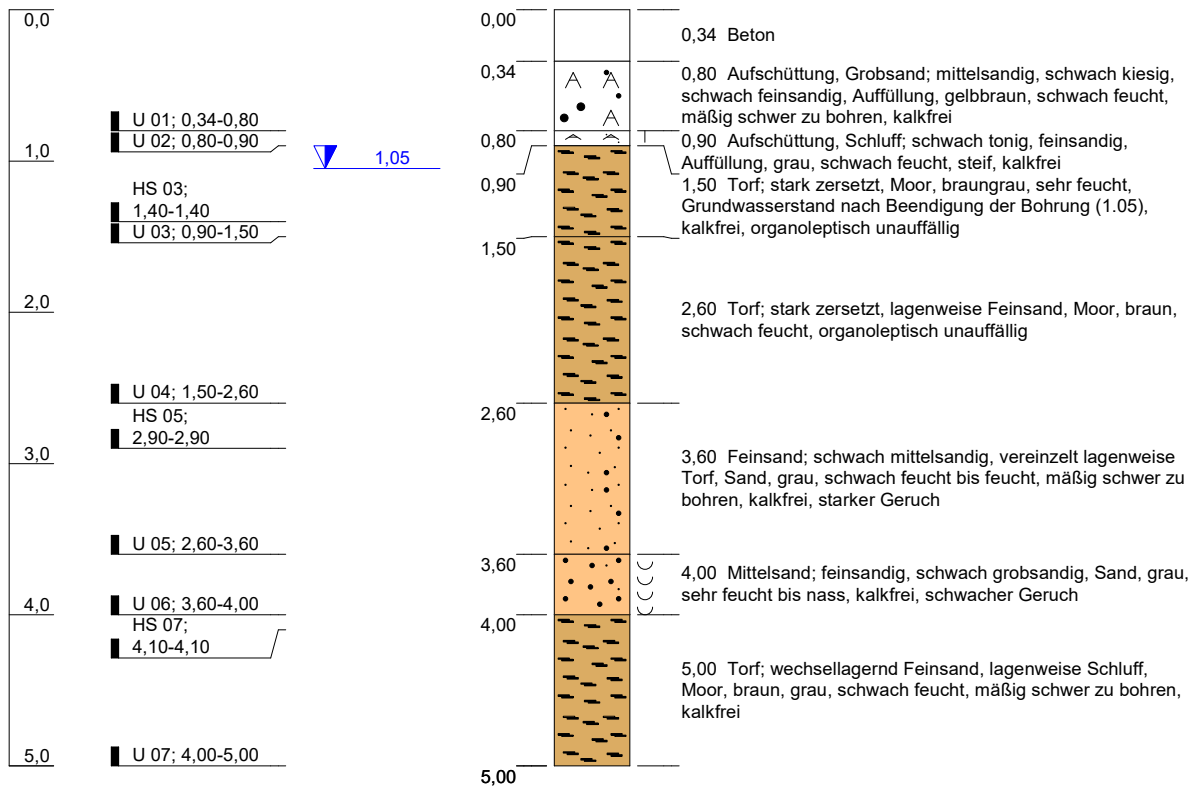 0,0
1,0
2,0
3,0
4,0
5,0
U 01; 0,34-0,80
U 02; 0,80-0,90
HS 03;
1,40-1,40
U 03; 0,90-1,50
U 04; 1,50-2,60
HS 05;
2,90-2,90
U 05; 2,60-3,60
U 06; 3,60-4,00
HS 07;
4,10-4,10
U 07; 4,00-5,00
1,05
0,00
0,34
0,80
0,90
1,50
2,60
3,60
4,00
5,00
0,34 Beton
0,80 Aufschüttung, Grobsand; mittelsandig, schwach kiesig,
schwach feinsandig, Auffüllung, gelbbraun, schwach feucht,
mäßig schwer zu bohren, kalkfrei
0,90 Aufschüttung, Schluff; schwach tonig, feinsandig,
Auffüllung, grau, schwach feucht, steif, kalkfrei
1,50 Torf; stark zersetzt, Moor, braungrau, sehr feucht,
Grundwasserstand nach Beendigung der Bohrung (1.05),
kalkfrei, organoleptisch unauffällig
2,60 Torf; stark zersetzt, lagenweise Feinsand, Moor, braun,
schwach feucht, organoleptisch unauffällig
3,60 Feinsand; schwach mittelsandig, vereinzelt lagenweise
Torf, Sand, grau, schwach feucht bis feucht, mäßig schwer zu
bohren, kalkfrei, starker Geruch
4,00 Mittelsand; feinsandig, schwach grobsandig, Sand, grau,
sehr feucht bis nass, kalkfrei, schwacher Geruch
5,00 Torf; wechsellagernd Feinsand, lagenweise Schluff,
Moor, braun, grau, schwach feucht, mäßig schwer zu bohren,
kalkfrei